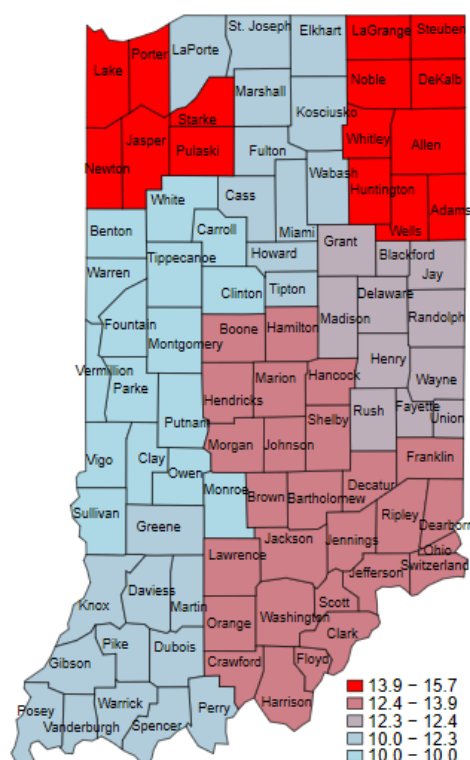 St. Joseph Elkhart LaGrange Steuben
LaPorte
Porter
Lake
Noble DeKalb
Marshall
Kosciusko
Starke
Whitley Allen
Jasper
Pulaski Fulton
Newton
Wabash
Huntington
Cass
White
Adams
Carroll
Miami Wells
Benton
Grant
Blackford
Tippecanoe Howard
Jay
Warren
Clinton Tipton
Delaware
Fountain
Madison Randolph
Boone Hamilton
Montgomery
Henry
Vermillion
Marion Hancock
Wayne
Parke
Hendricks
Rush Fayette
Putnam
Shelby
Union
Morgan Johnson
Franklin
Vigo Clay
Owen
Monroe
Decatur
Brown Bartholomew
Ripley
Sullivan
Dearborn
Greene
Jackson Jennings
Ohio
Lawrence
Switzerland
Jefferson
Daviess
Knox Martin
Scott
Orange Washington
Clark
Pike
Dubois
Gibson
Floyd
Crawford
Harrison
13.9 – 15.7
Warrick Perry
12.4 – 13.9
Posey
Spencer
12.3 – 12.4
Vanderburgh
10.0 – 12.3
10.0 – 10.0